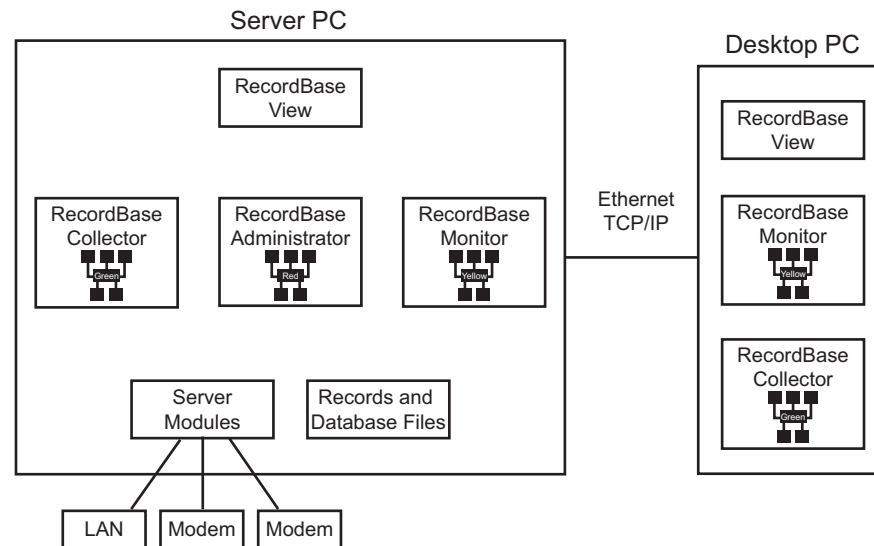 Server PC
RecordBase
View
RecordBase
Collector
Green
RecordBase
Administrator
Red
RecordBase
Monitor
Yellow
Server
Modules
Records and
Database Files
LAN
Modem
Modem
Ethernet
TCP/IP
Desktop PC
RecordBase
View
RecordBase
Monitor
Yellow
RecordBase
Collector
Green